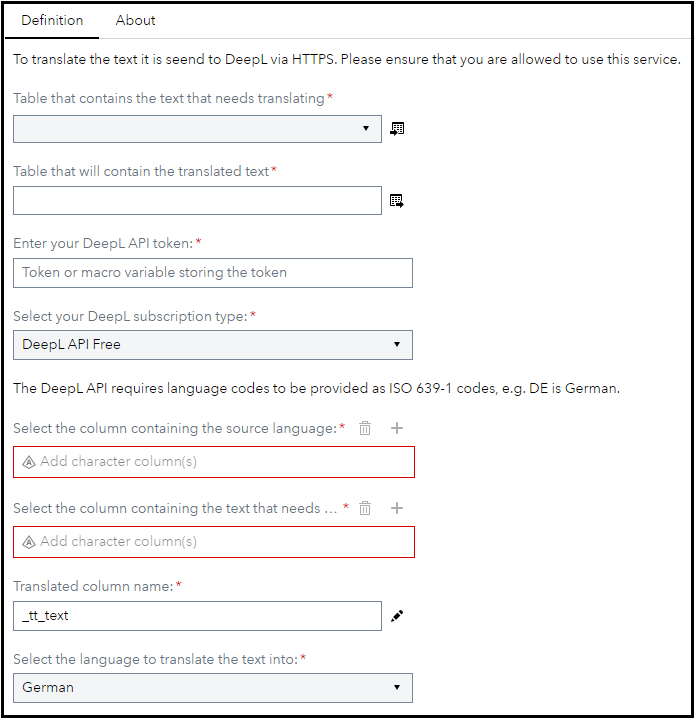 Definition About
To translate the text it is seend to DeepL via HTTPS. Please ensure that you are allowed to use this service.
Table that contains the text that needs translating*
Table that will contain the translated text*
Enter your DeepL API token:*
Token or macro variable storing the token
Select your DeepL subscription type:*
DeepL API Free
The DeepL API requires language codes to be provided as ISO 639-1 codes, e.g. DE is German.
Select the column containing the source language:*
Add character column(s)
Select the column containing the text that needs ... *
Add character column(s)
Translated column name:*
_tt_text
Select the language to translate the text into:*
German